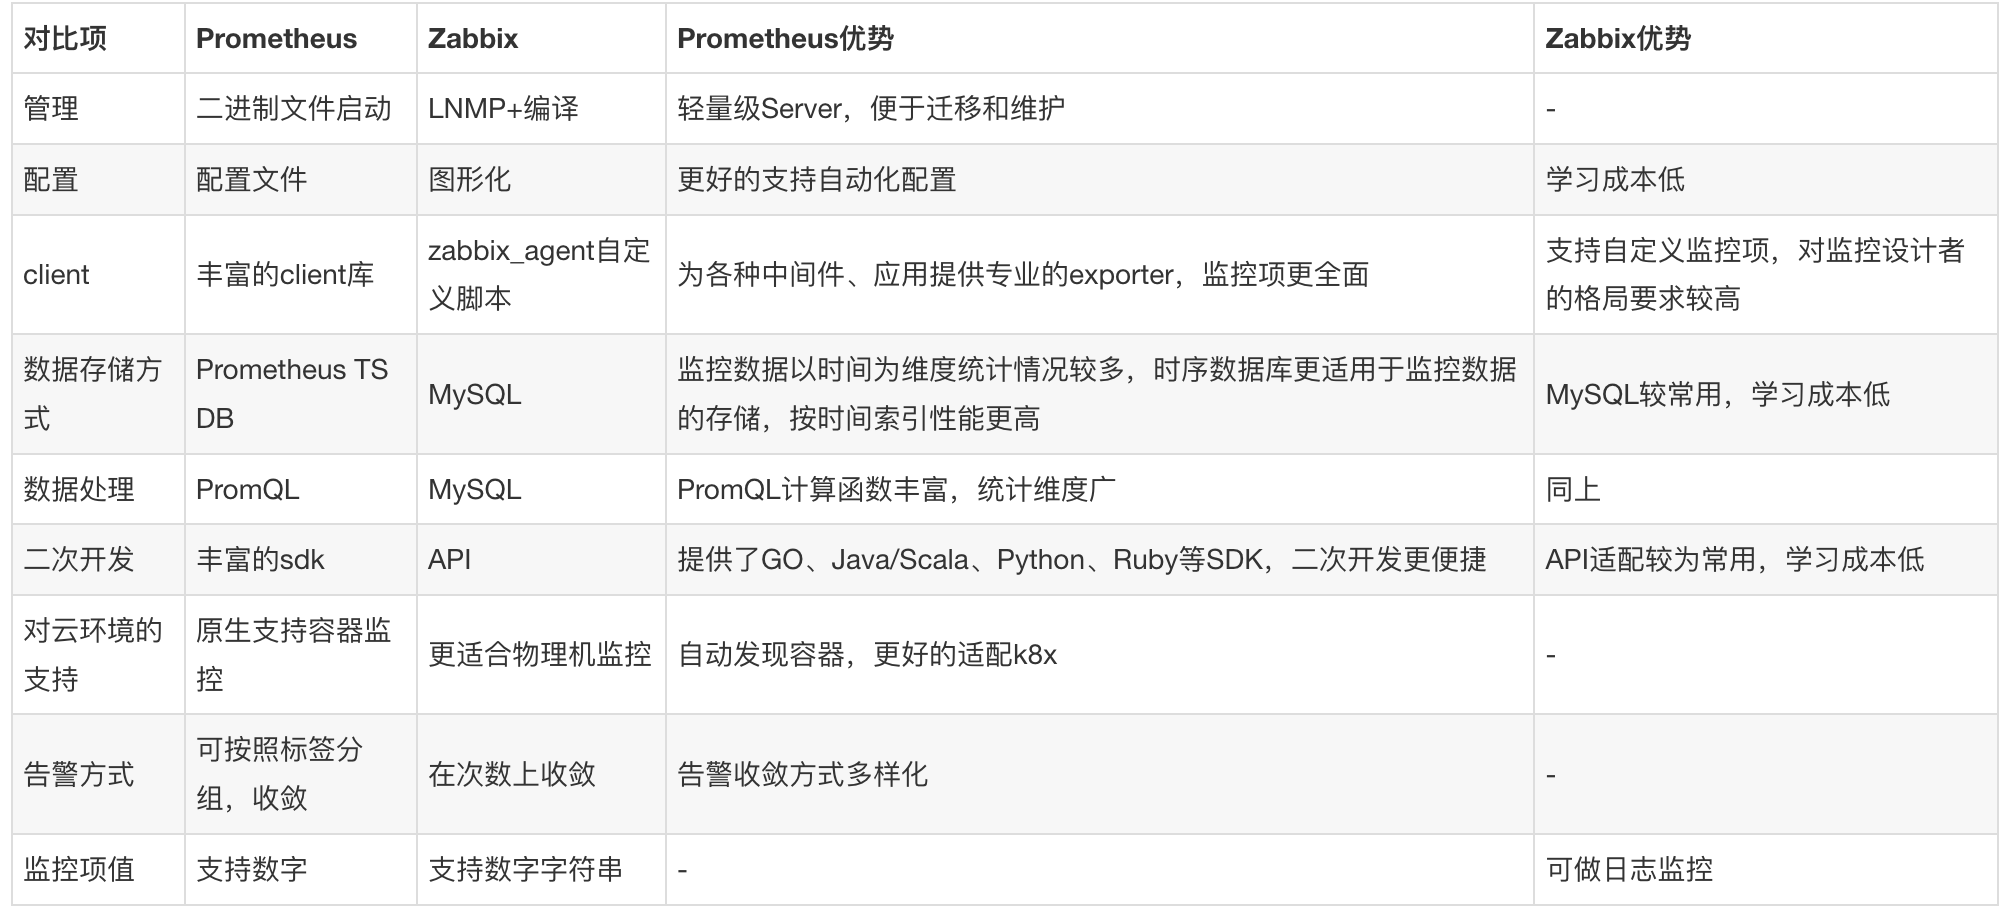 对比项 Prometheus Zabbix Prometheus优势 Zabbix优势
管理 二进制文件启动 LNMP+编译 轻量级Server，便于迁移和维护 -
配置 配置文件 图形化 更好的支持自动化配置 学习成本低
client 丰富的client库 zabbix_agent自定
义脚本 为各种中间件、应用提供专业的exporter，监控项更全面 支持自定义监控项，对监控设计者
的格局要求较高
数据存储方
式 Prometheus TS
DB MySQL 监控数据以时间为维度统计情况较多，时序数据库更适用于监控数据
的存储，按时间索引性能更高 MySQL较常用，学习成本低
数据处理 PromQL MySQL PromQL计算函数丰富，统计维度广 同上
二次开发 丰富的sdk API 提供了GO、Java/Scala、Python、Ruby等SDK，二次开发更便捷 API适配较为常用，学习成本低
对云环境的
支持 原生支持容器监
控 更适合物理机监控 自动发现容器，更好的适配k8x -
告警方式 可按照标签分
组，收敛 在次数上收敛 告警收敛方式多样化 -
监控项值 支持数字 支持数字字符串 - 可做日志监控